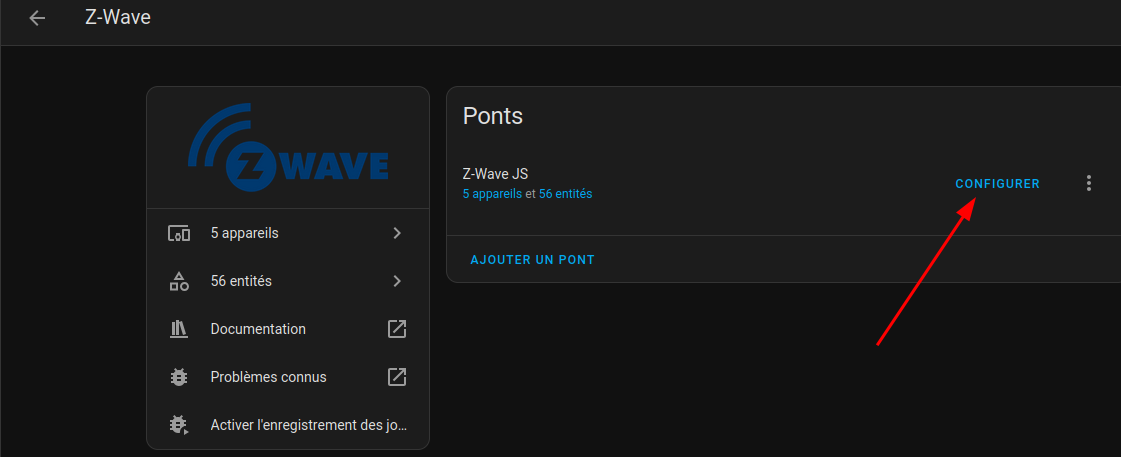 Z-Wave
Z WAVE
5 appareils
56 entités
Documentation
Problèmes connus
Activer l'enregistrement des jo...
Ponts
Z-Wave JS
5 appareils et 56 entités
CONFIGURER
AJOUTER UN PONT